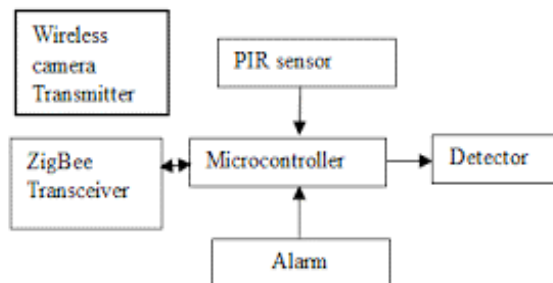 Wireless
camera
Transmitter
PIR sensor
ZigBee
Transceiver
Microcontroller
Detector
Alarm